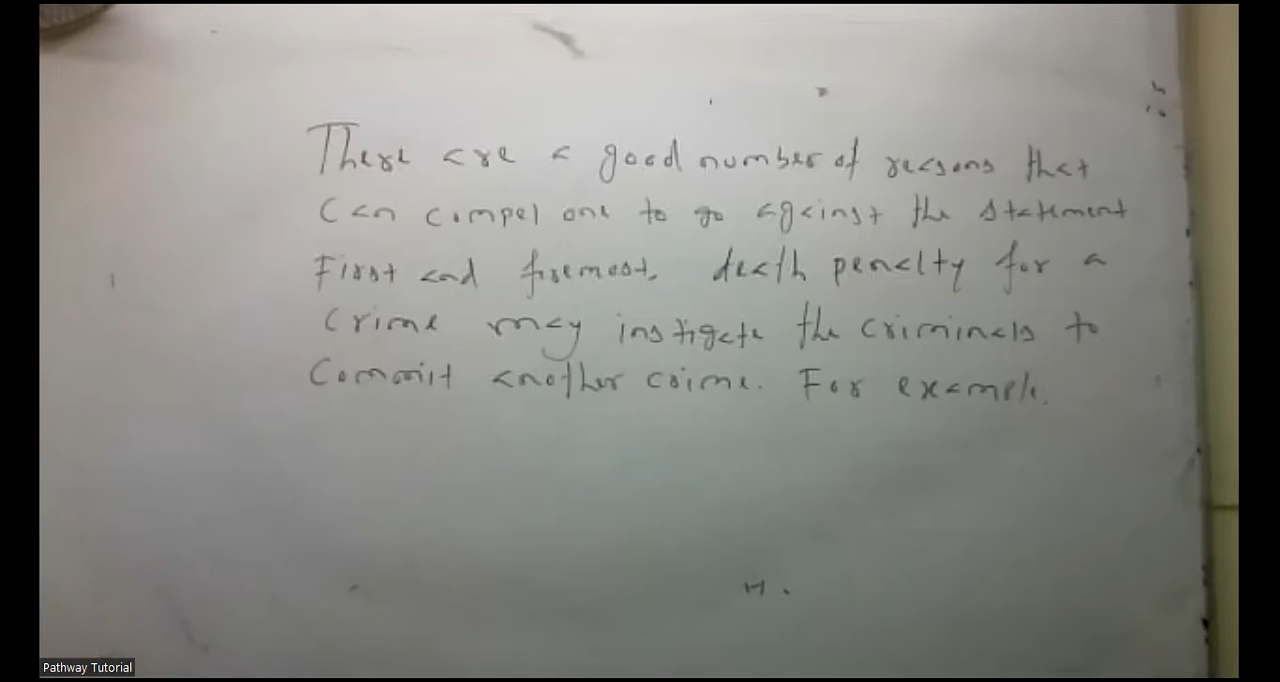 There are a good number of reasons that
can compel one to go against the statement
First and foremost, death penalty for a
crime may instigate the criminals to
commit another crime. For example.
H.
Pathway Tutorial